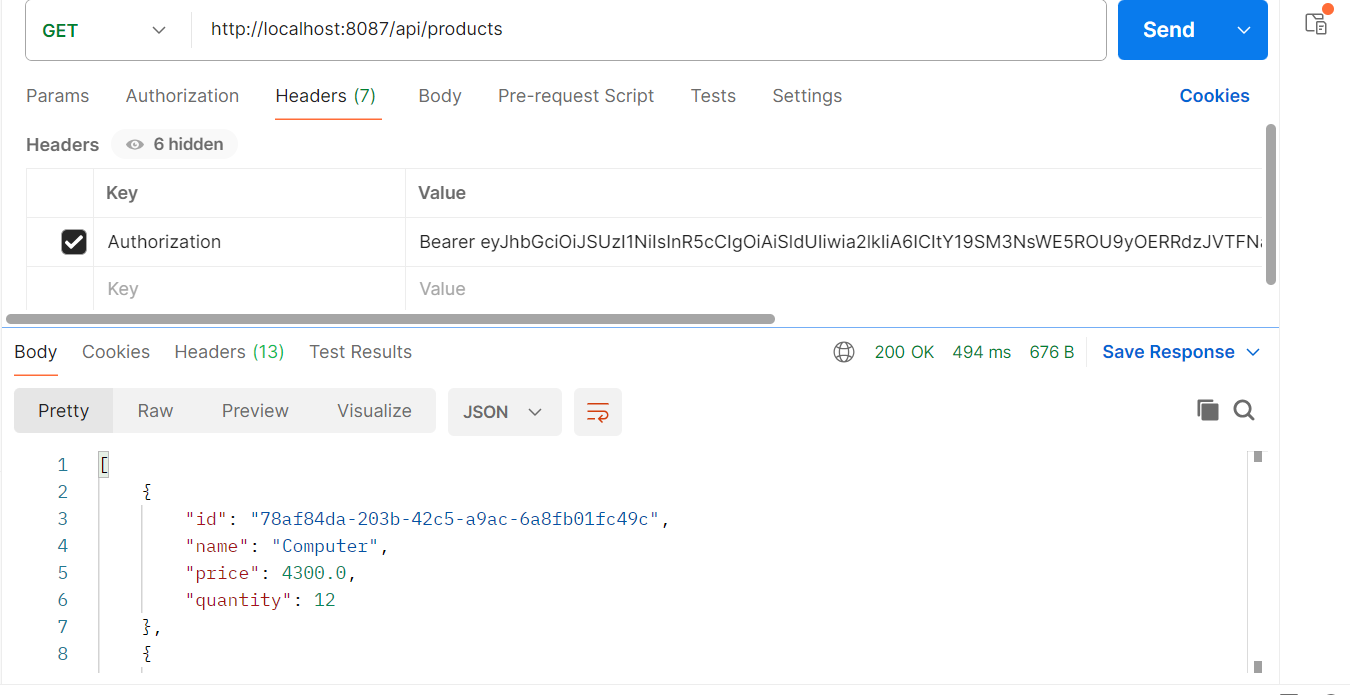 GET http://localhost:8087/api/products Send
Params Authorization Headers (7) Body Pre-request Script Tests Settings Cookies
Headers 6 hidden
Key Value
Authorization Bearer eyJhbGciOiJSUzI1NiIsInR5cCIgOiAiSldUIiwia2lkIiA6ICItY19SM3NsWE5ROU9yOERRdzJVTFNa
Key Value
Body Cookies Headers (13) Test Results 200 OK 494 ms 676 B Save Response
Pretty Raw Preview Visualize JSON
1 [
2 {
3 "id": "78af84da-203b-42c5-a9ac-6a8fb01fc49c",
4 "name": "Computer",
5 "price": 4300.0,
6 "quantity": 12
7 },
8 {